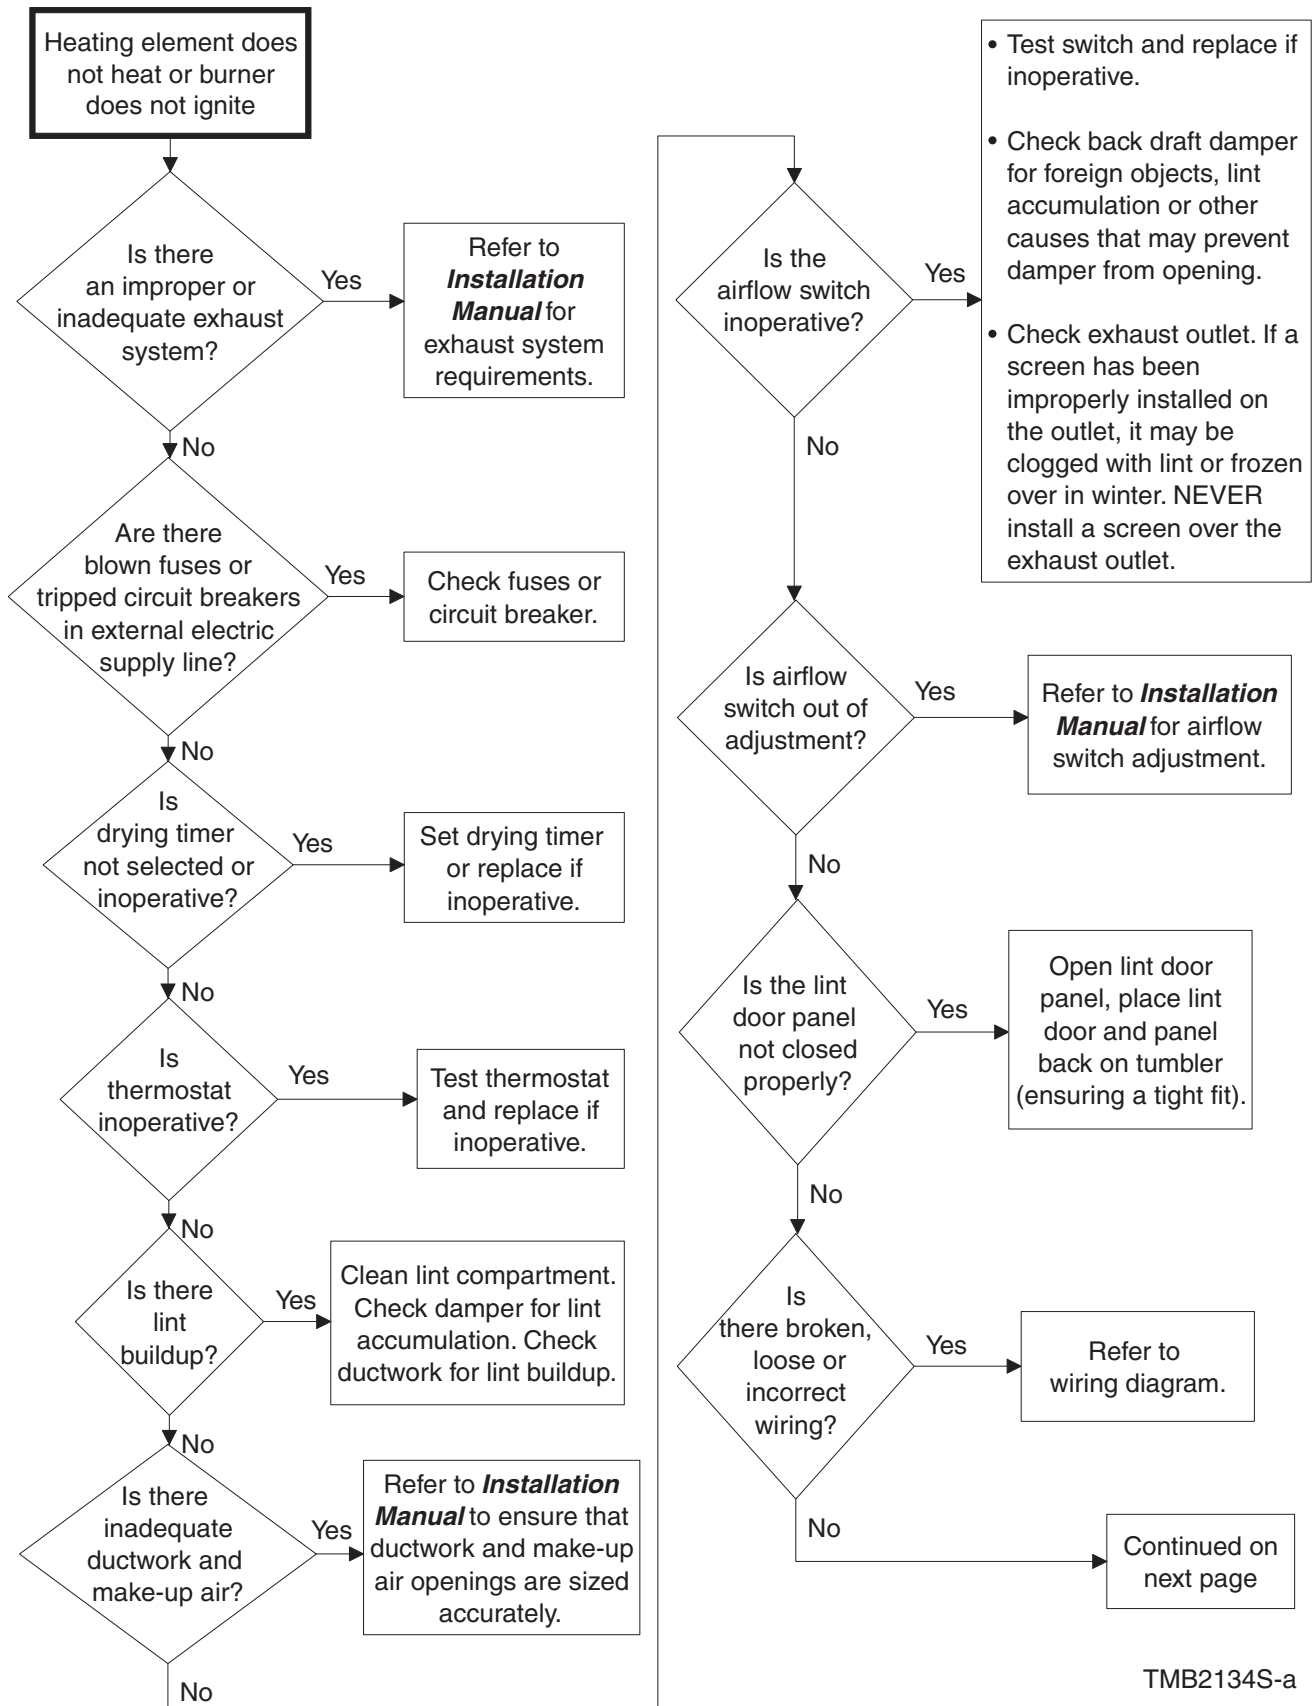 Heating element does
not heat or burner
does not ignite
Is there
an improper or
inadequate exhaust
system?
Yes
Refer to
Installation
Manual for
exhaust system
requirements.
No
Are there
blown fuses or
tripped circuit breakers
in external electric
supply line?
Yes
Check fuses or
circuit breaker.
No
Is
drying timer
not selected or
inoperative?
Yes
Set drying timer
or replace if
inoperative.
No
Is
thermostat
inoperative?
Yes
Test thermostat
and replace if
inoperative.
No
Is there
lint
buildup?
Yes
Clean lint compartment.
Check damper for lint
accumulation. Check
ductwork for lint buildup.
No
Is there
inadequate
ductwork and
make-up air?
Yes
Refer to Installation
Manual to ensure that
ductwork and make-up
air openings are sized
accurately.
No
Is the
airflow switch
inoperative?
Yes
• Test switch and replace if
inoperative.
• Check back draft damper
for foreign objects, lint
accumulation or other
causes that may prevent
damper from opening.
• Check exhaust outlet. If a
screen has been
improperly installed on
the outlet, it may be
clogged with lint or frozen
over in winter. NEVER
install a screen over the
exhaust outlet.
No
Is airflow
switch out of
adjustment?
Yes
Refer to Installation
Manual for airflow
switch adjustment.
No
Is the lint
door panel
not closed
properly?
Yes
Open lint door
panel, place lint
door and panel
back on tumbler
(ensuring a tight fit).
No
Is
there broken,
loose or
incorrect
wiring?
Yes
Refer to
wiring diagram.
No
Continued on
next page
TMB2134S-a